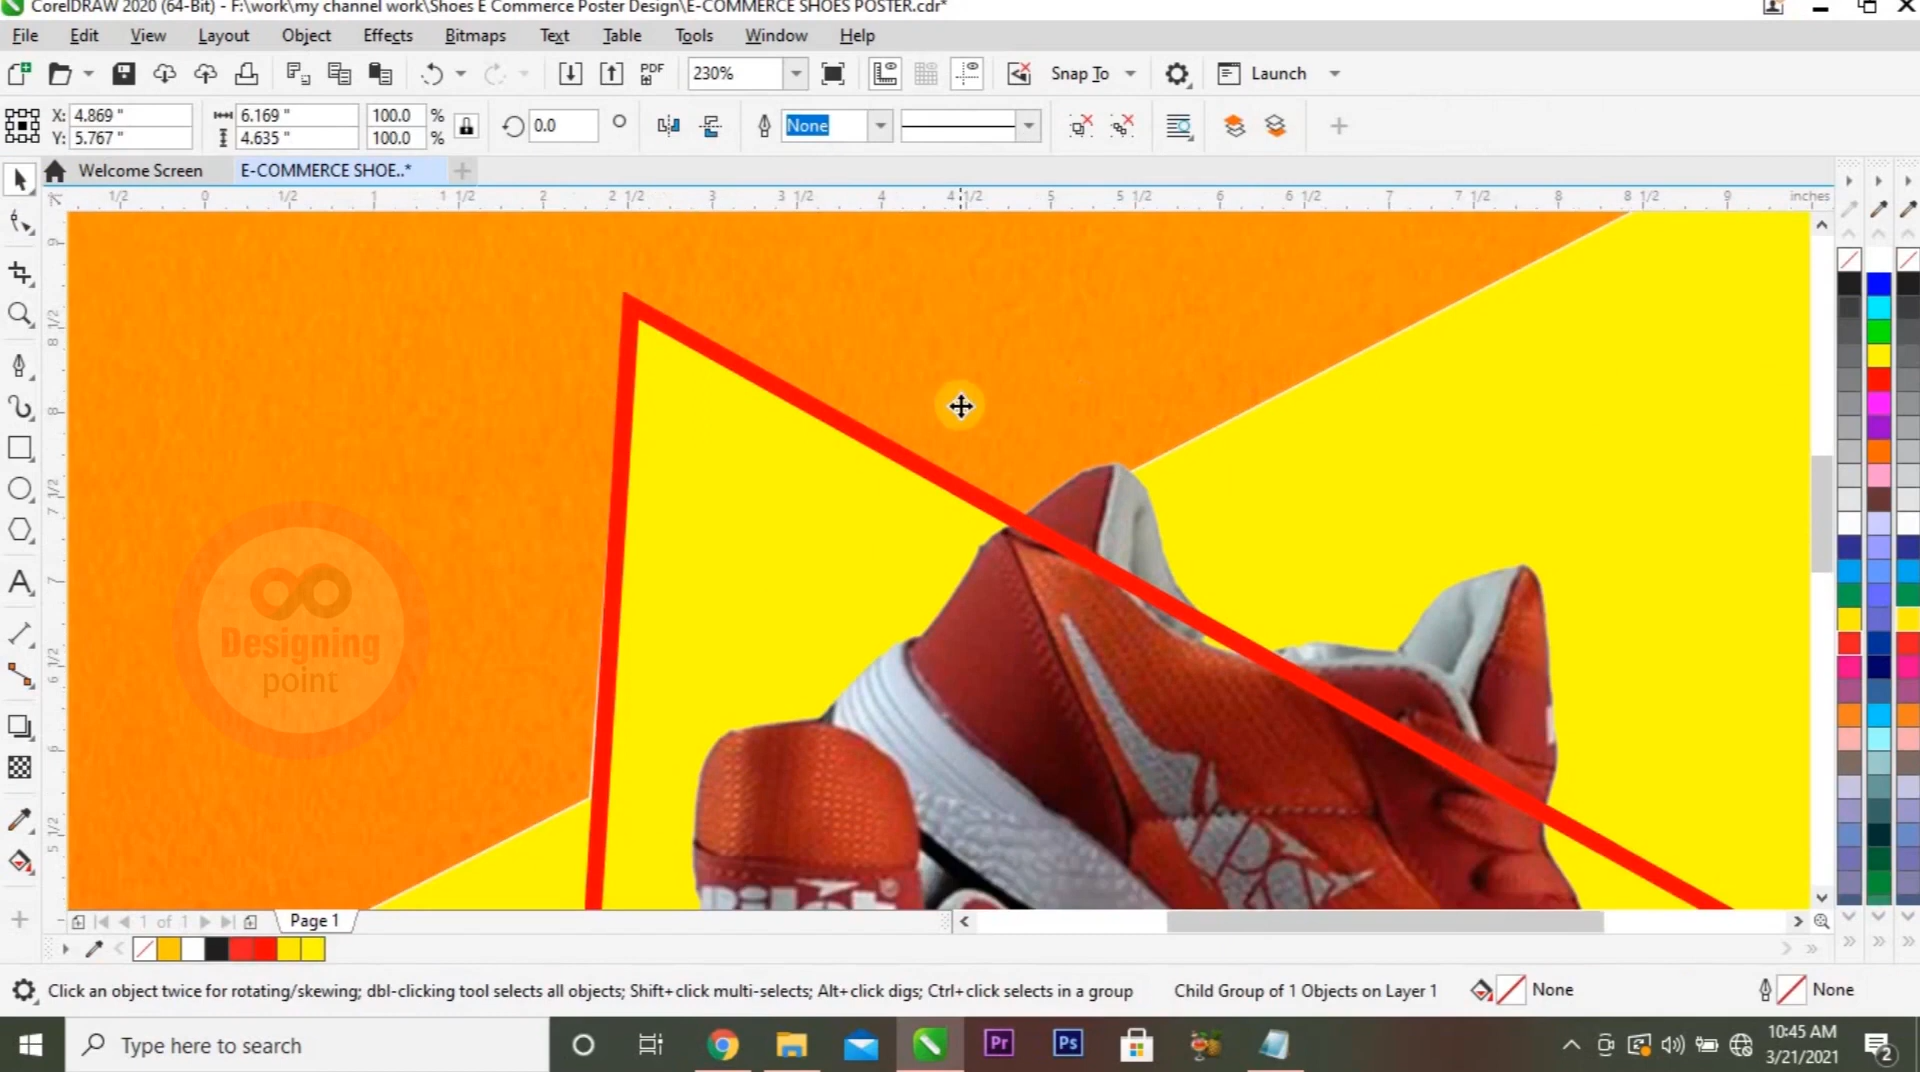 CorelDRAW 2020 (64-Bit) - F:\work\my channel work\Shoes E Commerce Poster Design\E-COMMERCE SHOES POSTER.cdr*
File Edit View Layout Object Effects Bitmaps Text Table Tools Window Help
PDF 230% Snap To Launch
X: 4.869 " 6.169 " 100.0 % 0.0 None
Y: 5.767 " 4.635 " 100.0 %
Welcome Screen E-COMMERCE SHOE..*
1/2 0 1/2 1 1 1/2 2 2 1/2 3 3 1/2 4 4 1/2 5 5 1/2 6 6 1/2 7 7 1/2 8 8 1/2 9 inches
Designing
point
1 of 1 Page 1
Click an object twice for rotating/skewing; dbl-clicking tool selects all objects; Shift+click multi-selects; Alt+click digs; Ctrl+click selects in a group Child Group of 1 Objects on Layer 1 None None
Type here to search Pr Ps 10:45 AM
3/21/2021 2